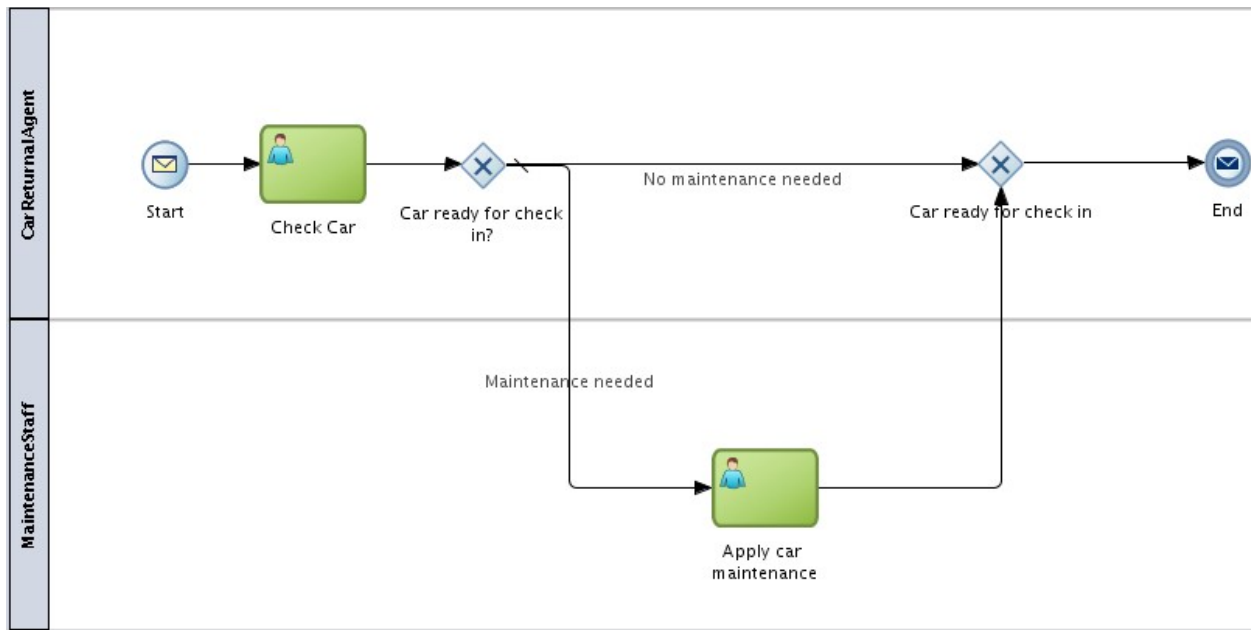 CarReturnalAgent
Start
Check Car
Car ready for check
in?
No maintenance needed
Car ready for check in
End
MaintenanceStaff
Maintenance needed
Apply car
maintenance